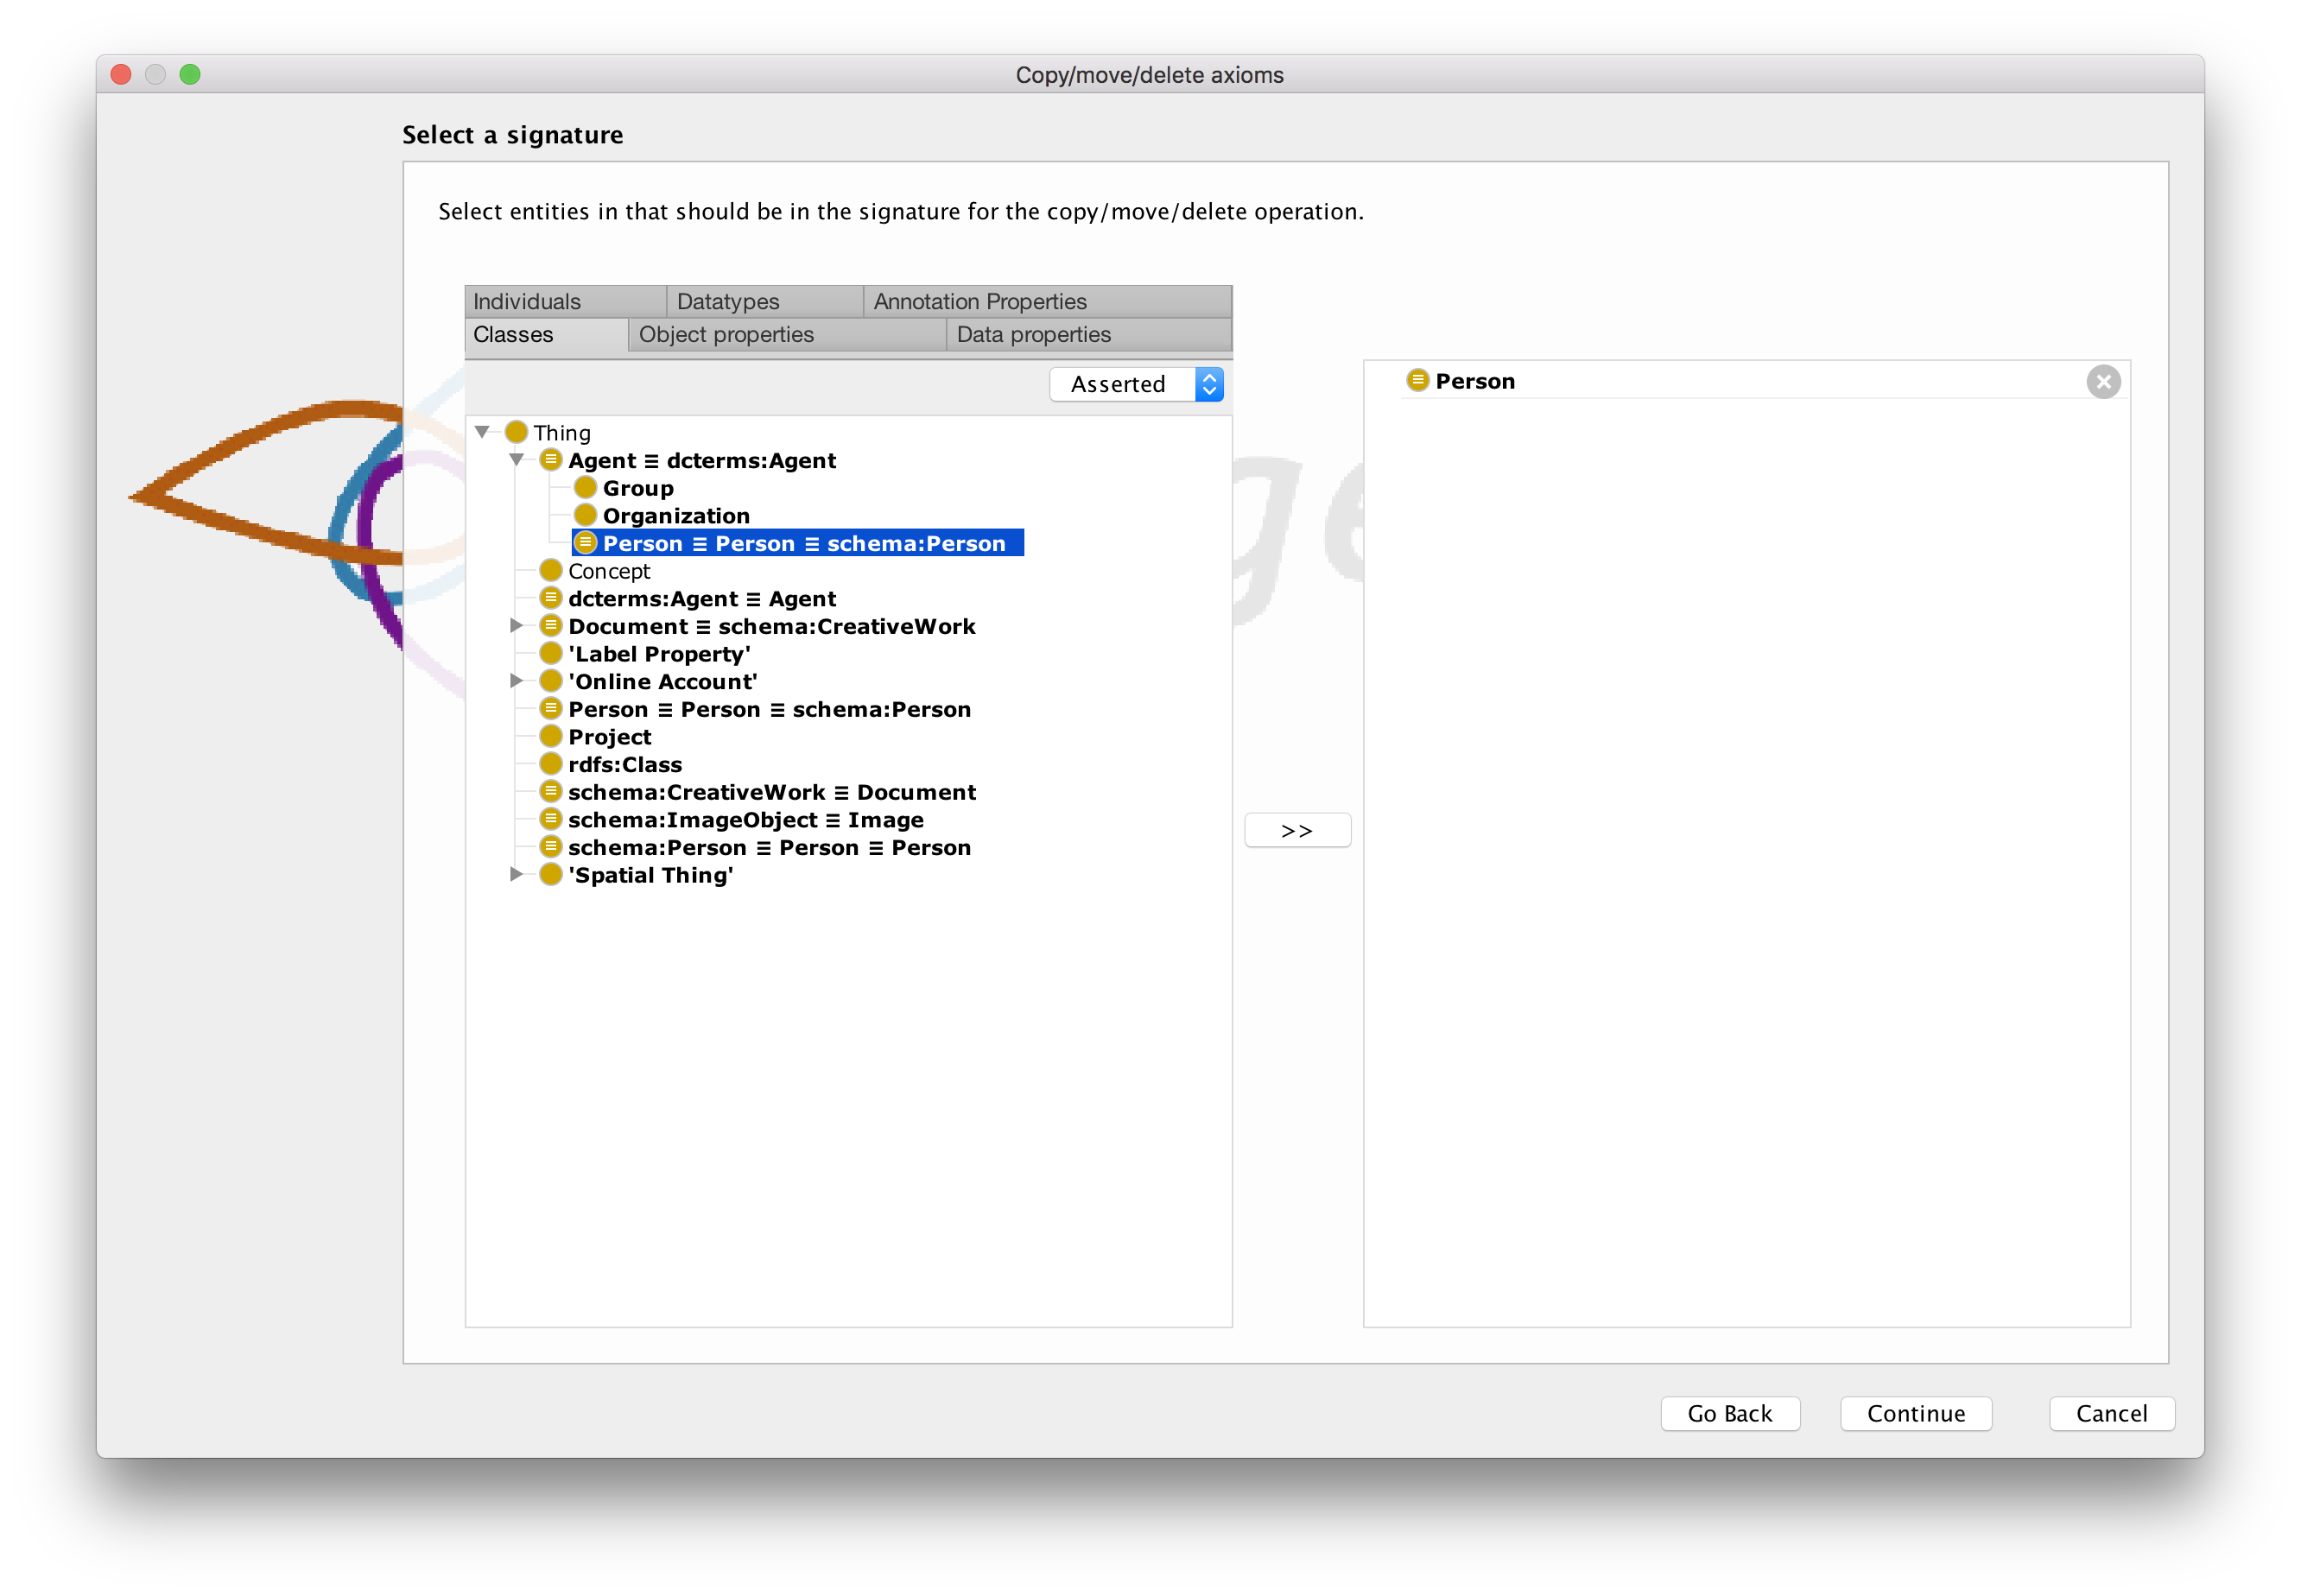 Copy/move/delete axioms
Select a signature
Select entities in that should be in the signature for the copy/move/delete operation.
Individuals Datatypes Annotation Properties
Classes Object properties Data properties
Asserted
Thing
Agent ≡ dcterms:Agent
Group
Organization
Person ≡ Person ≡ schema:Person
Concept
dcterms:Agent ≡ Agent
Document ≡ schema:CreativeWork
'Label Property'
'Online Account'
Person ≡ Person ≡ schema:Person
Project
rdfs:Class
schema:CreativeWork ≡ Document
schema:ImageObject ≡ Image
schema:Person ≡ Person ≡ Person
'Spatial Thing'
>>
Person
Go Back Continue Cancel